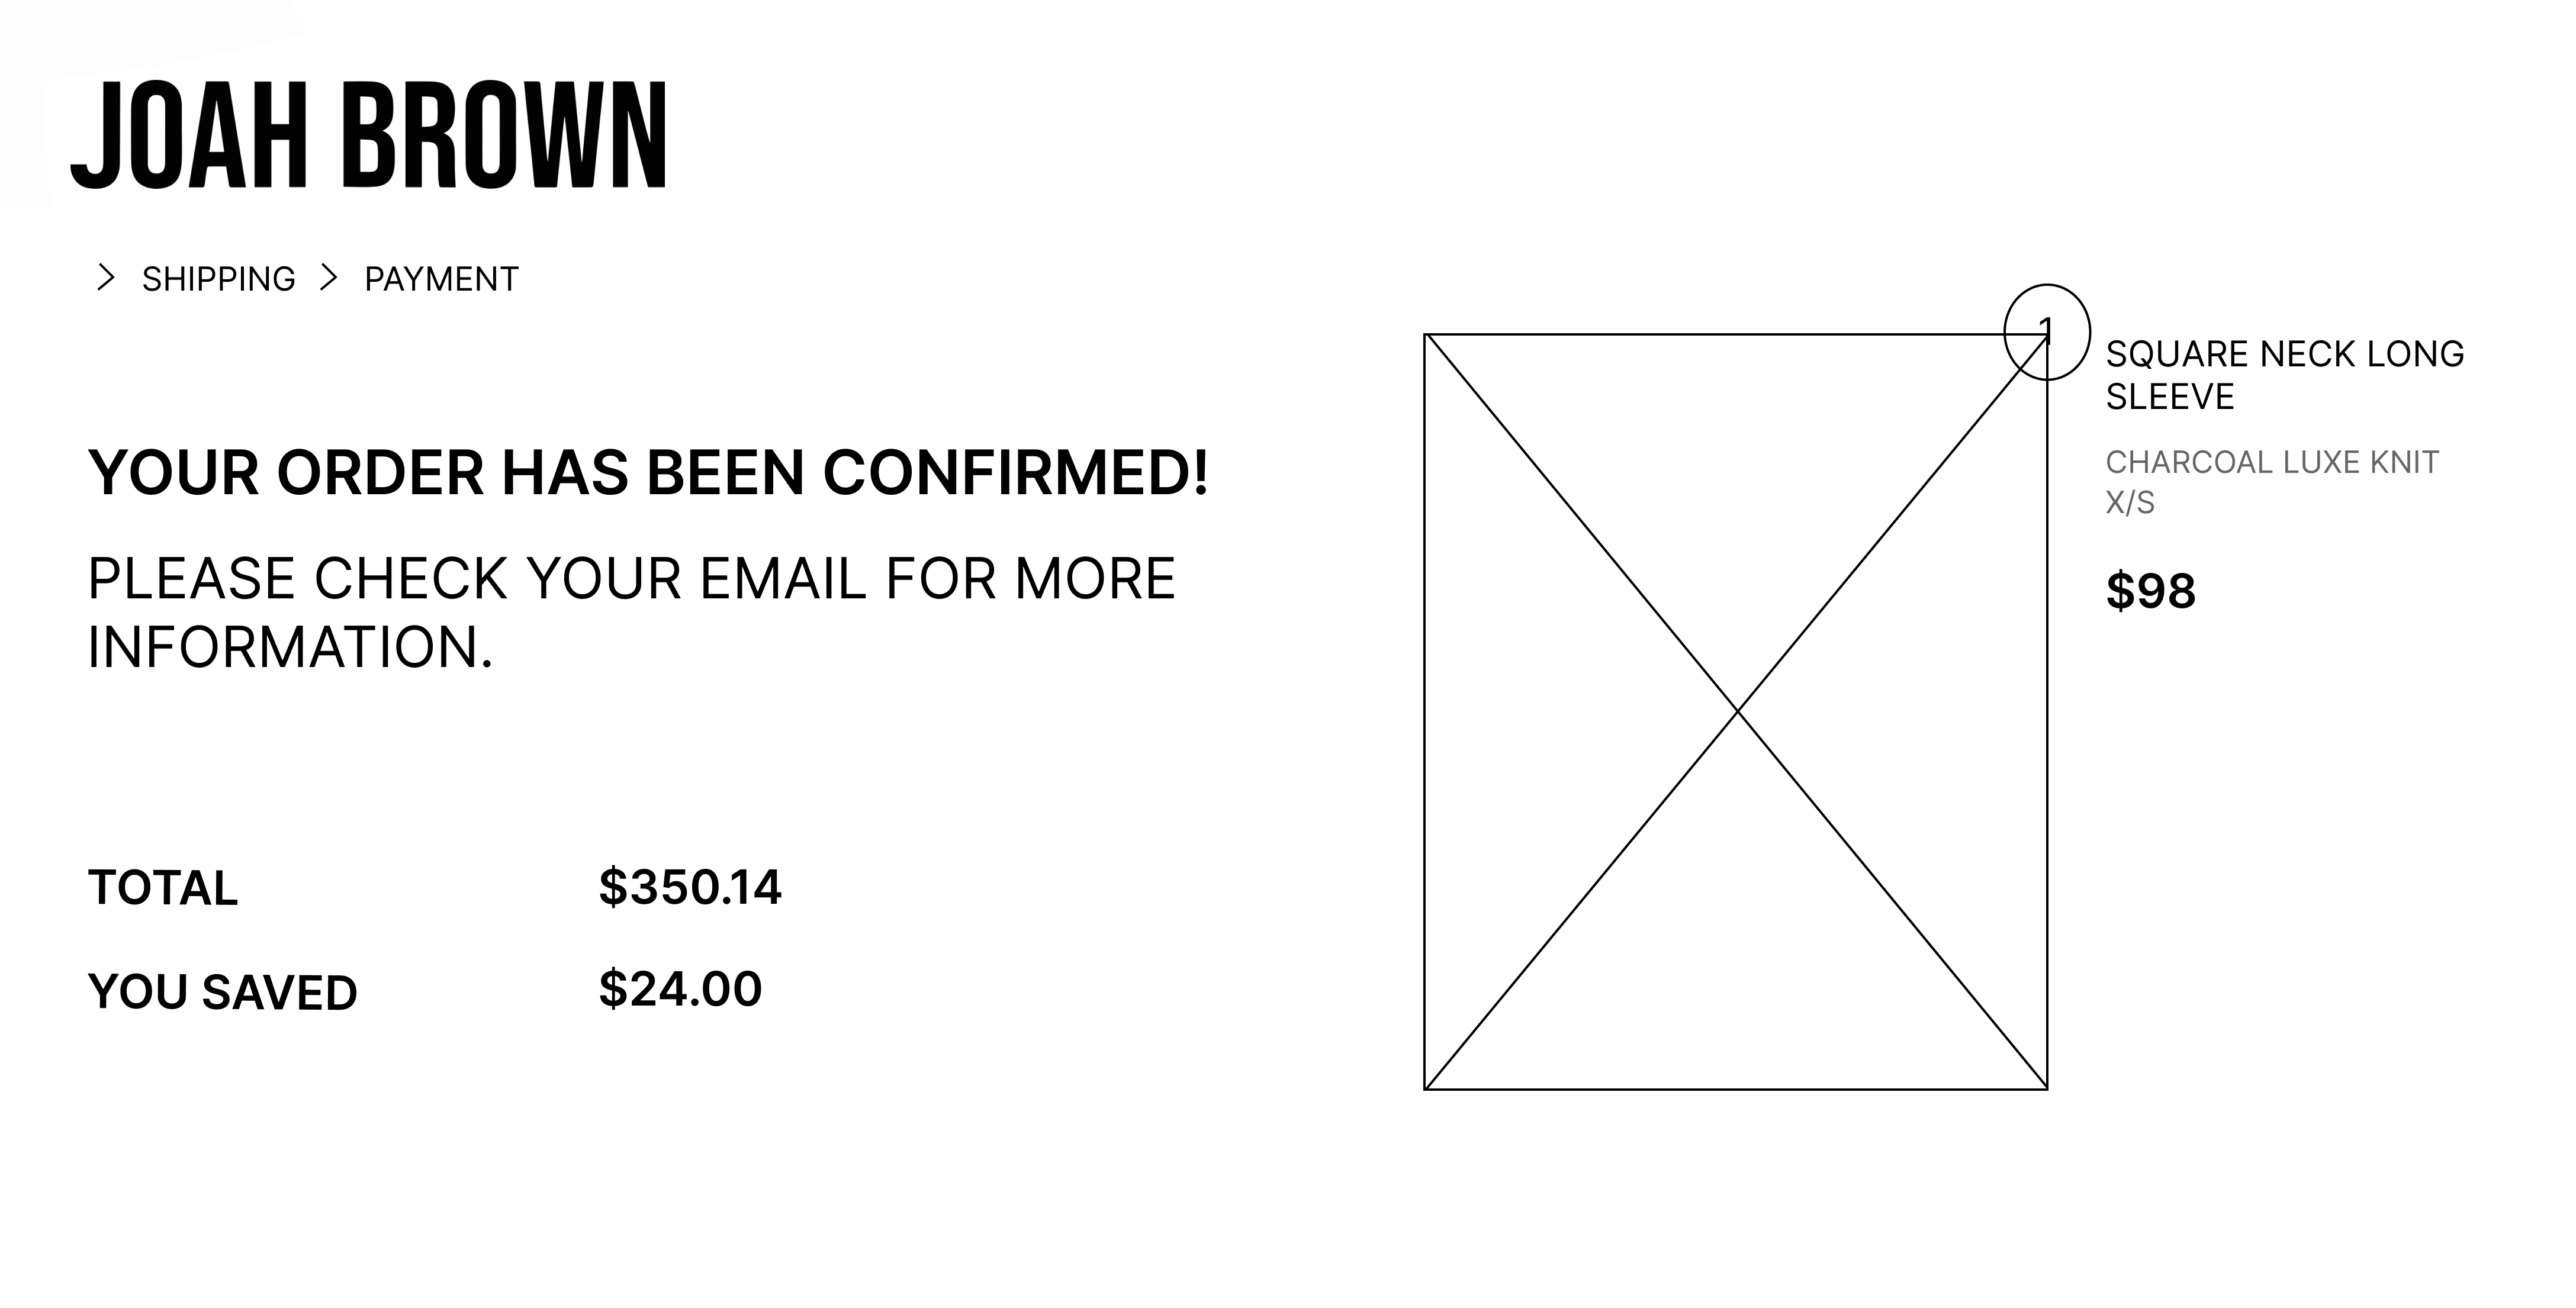 JOAH BROWN
> SHIPPING > PAYMENT
YOUR ORDER HAS BEEN CONFIRMED!
PLEASE CHECK YOUR EMAIL FOR MORE
INFORMATION.
TOTAL $350.14
YOU SAVED $24.00
1
SQUARE NECK LONG
SLEEVE
CHARCOAL LUXE KNIT
X/S
$98